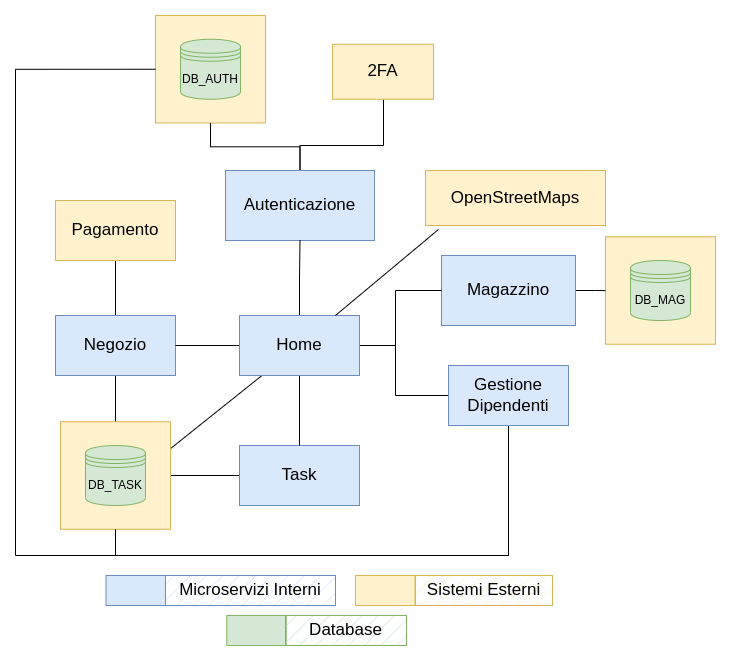 DB_AUTH
2FA
Autenticazione
OpenStreetMaps
Pagamento
Magazzino
DB_MAG
Negozio
Home
Gestione
Dipendenti
DB_TASK
Task
Microservizi Interni
Sistemi Esterni
Database